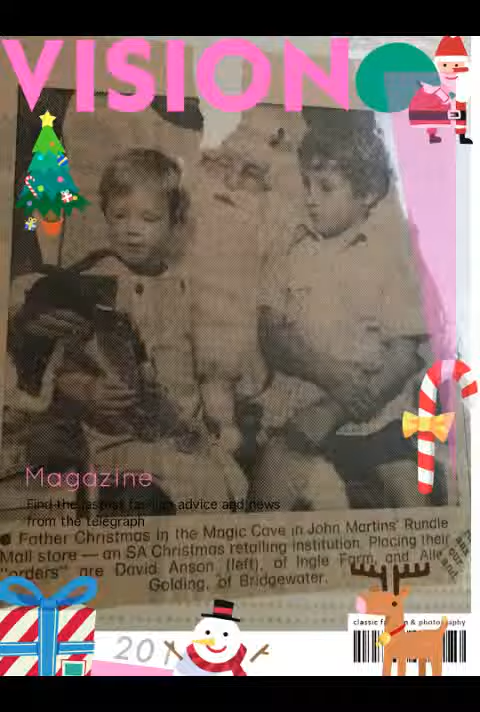 VISION
Magazine
Find the fashion advice and news
from the telegraph
● Father Christmas in the Magic Cave in John Martins' Rundle
Mall store — an SA Christmas retailing institution. Placing their
"orders" are David Anson (left), of Ingle Farm, and
Golding, of Bridgewater.
our
classic & photography
20